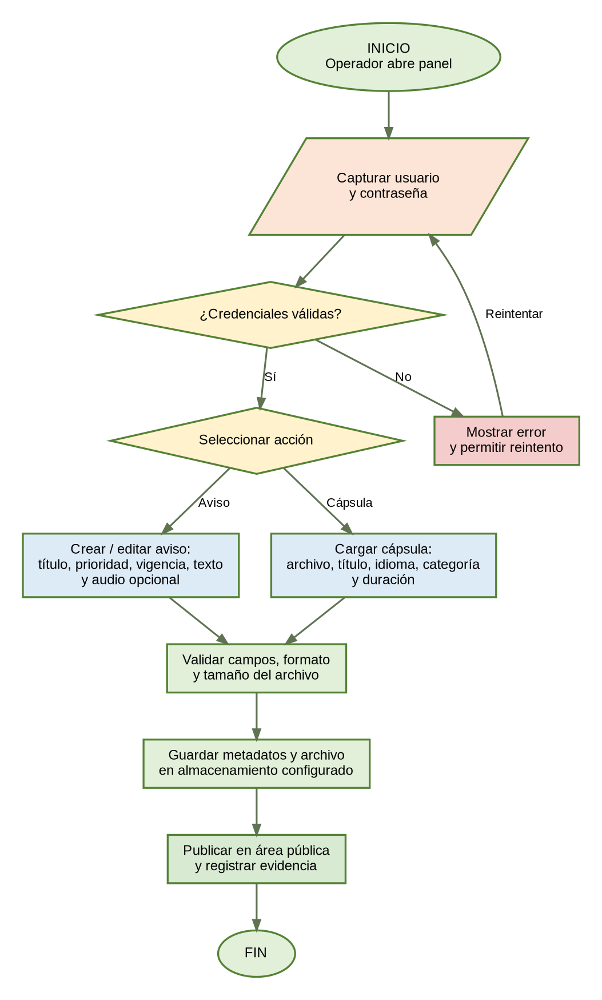 INICIO
Operador abre panel
Capturar usuario
y contraseña
¿Credenciales válidas?
Reintentar
Sí
No
Seleccionar acción
Mostrar error
y permitir reintento
Aviso
Cápsula
Crear / editar aviso:
título, prioridad, vigencia, texto
y audio opcional
Cargar cápsula:
archivo, título, idioma, categoría
y duración
Validar campos, formato
y tamaño del archivo
Guardar metadatos y archivo
en almacenamiento configurado
Publicar en área pública
y registrar evidencia
FIN